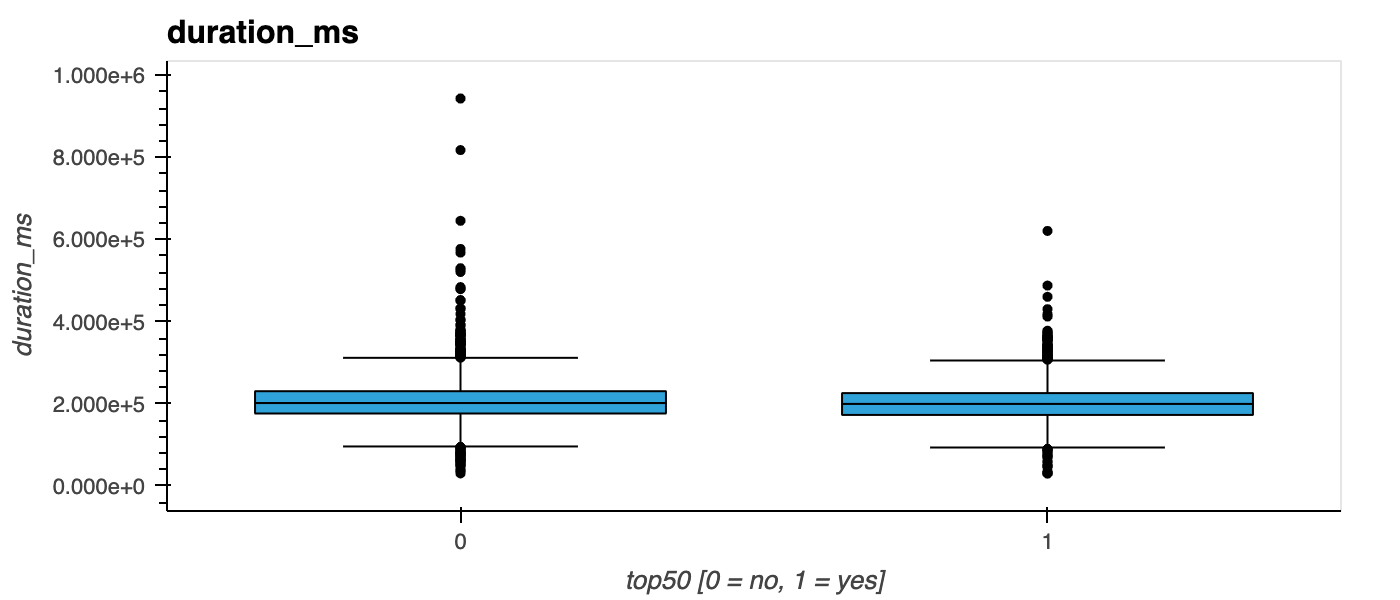 duration_ms
1.000e+6
8.000e+5
6.000e+5
4.000e+5
2.000e+5
0.000e+0
duration_ms
0
1
top50 [0 = no, 1 = yes]